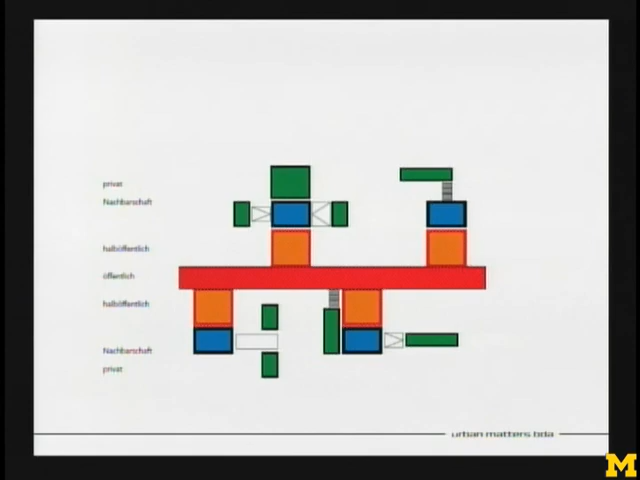 privat
Nachbarschaft
halböffentlich
öffentlich
halböffentlich
Nachbarschaft
privat
urban matters bda
M